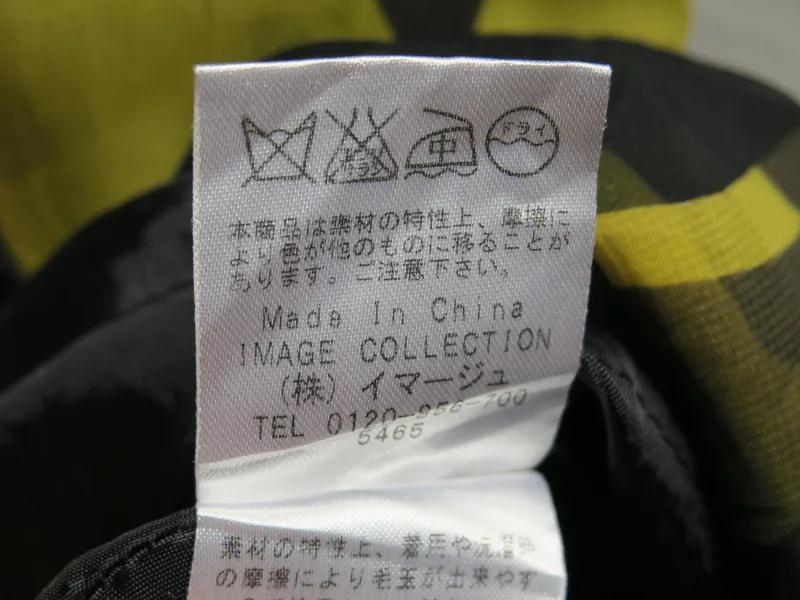 中 ドライ
本商品は素材の特性上、摩擦に
より色が他のものに移ることが
あります。ご注意下さい。
Made In China
IMAGE COLLECTION
(株) イマージュ
TEL 0120-956-700
5465
素材の特性上、着用や洗濯時
の摩擦により毛玉が出来やす